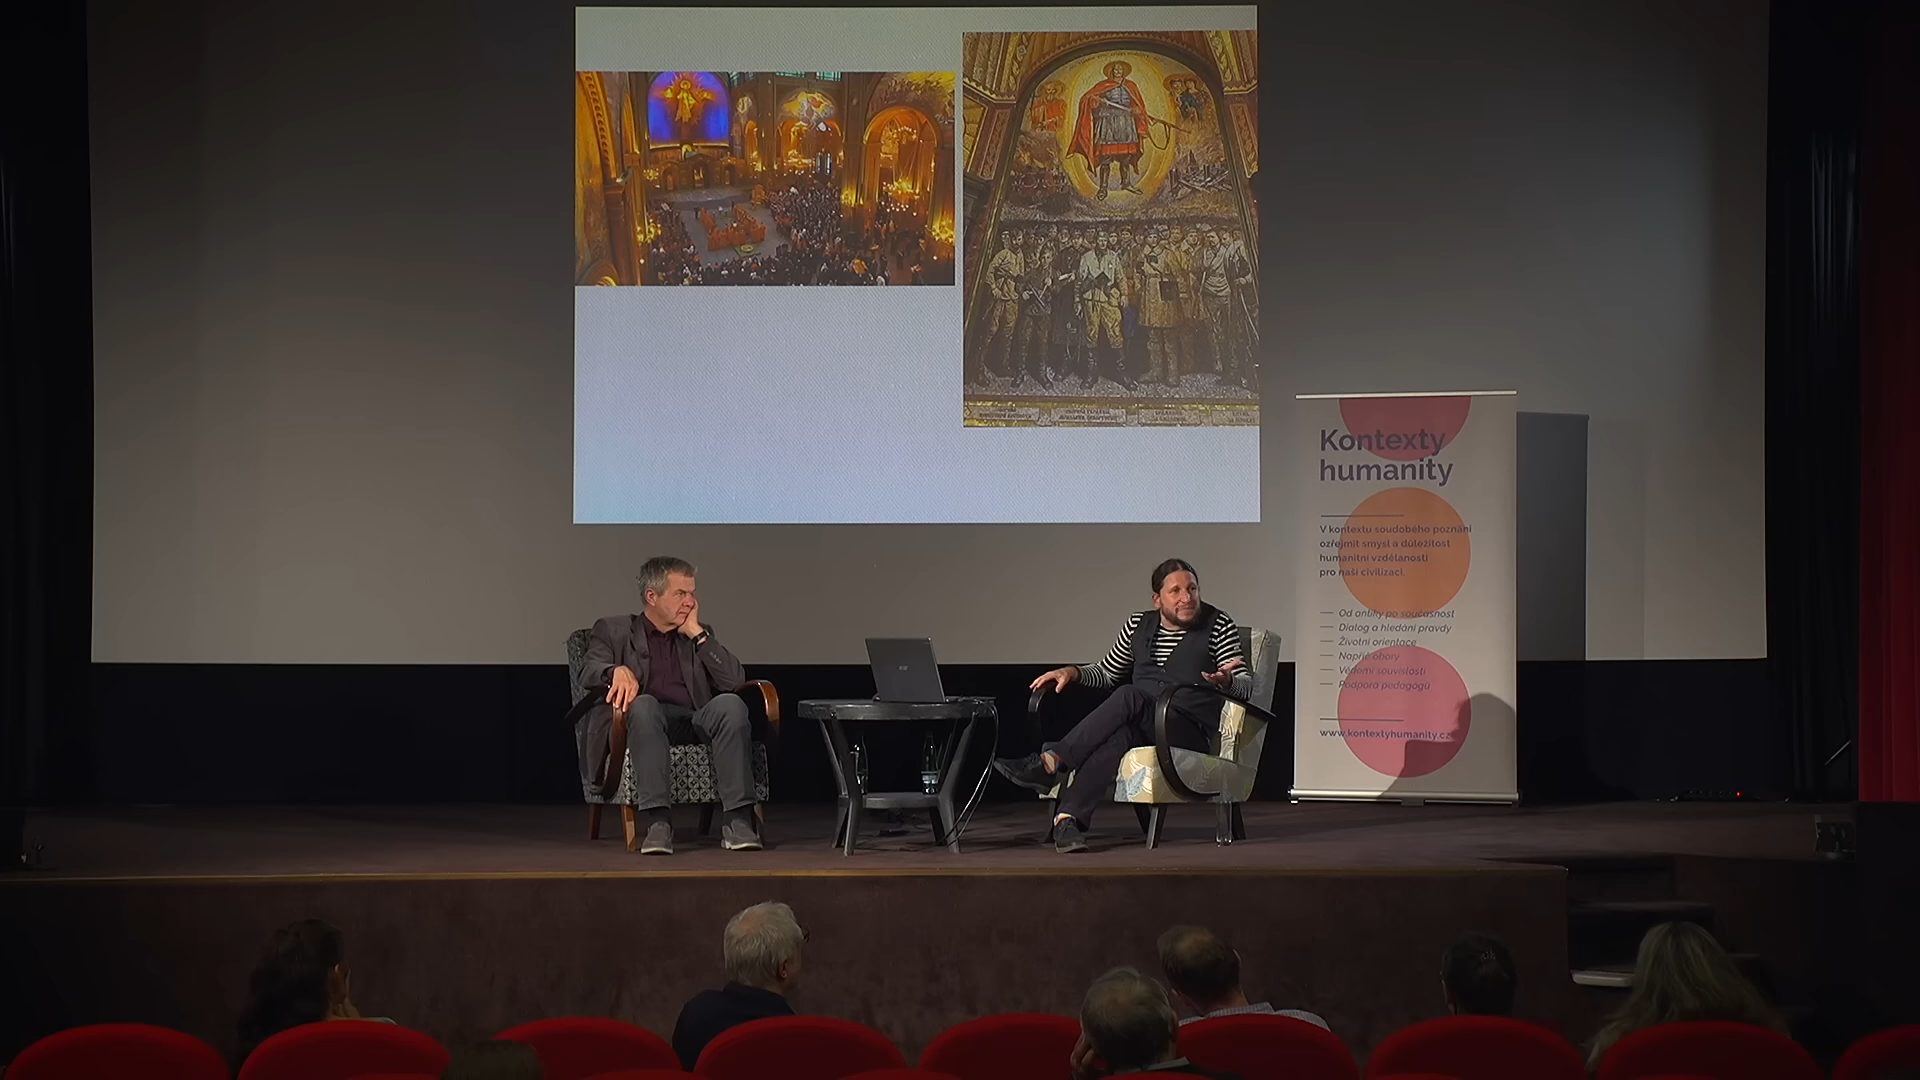 Kontexty
humanity
V kontextu soudobého poznání
ozřejmit smysl a důležitost
humanitní vzdělanosti
pro naši civilizaci.
— Od antiky po současnost
— Dialog a hledání pravdy
— Životní orientace
— Napříč obory
— Vědomí souvislostí
— Podpora pedagogů
www.kontextyhumanity.cz